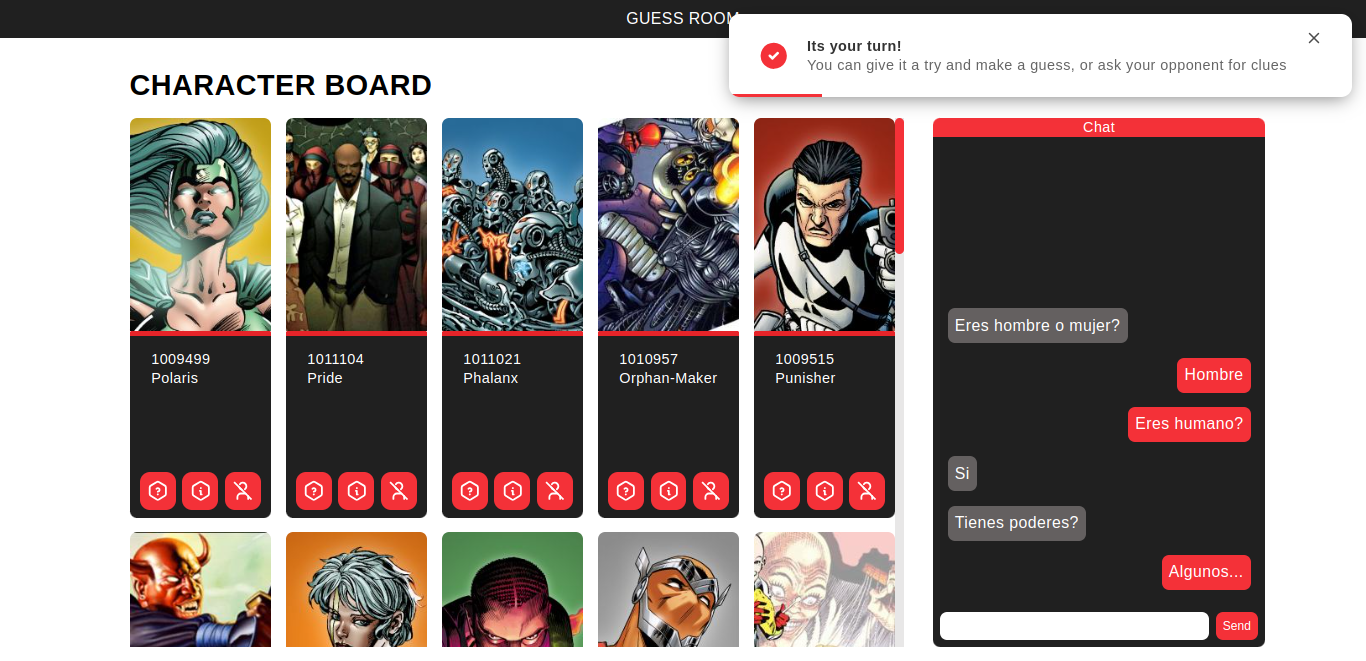 GUESS ROOM
Its your turn!
You can give it a try and make a guess, or ask your opponent for clues
CHARACTER BOARD
1009499
Polaris
1011104
Pride
1011021
Phalanx
1010957
Orphan-Maker
1009515
Punisher
Chat
Eres hombre o mujer?
Hombre
Eres humano?
Si
Tienes poderes?
Algunos...
Send